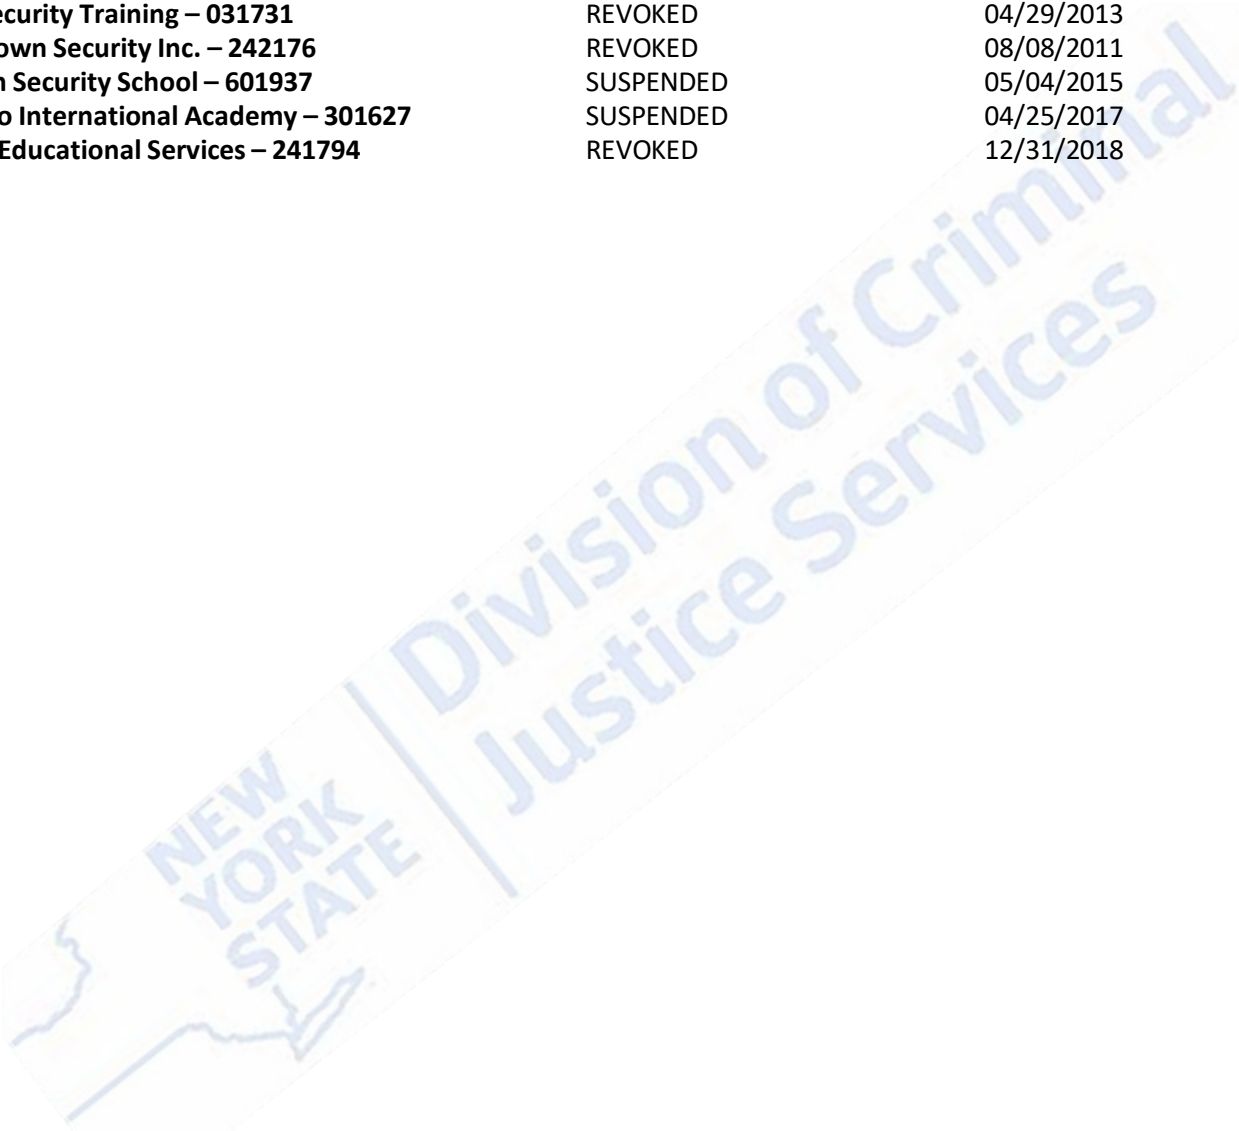 ecurity Training – 031731 REVOKED 04/29/2013
own Security Inc. – 242176 REVOKED 08/08/2011
n Security School – 601937 SUSPENDED 05/04/2015
o International Academy – 301627 SUSPENDED 04/25/2017
Educational Services – 241794 REVOKED 12/31/2018
NEW
YORK
STATE
Division of Criminal
Justice Services